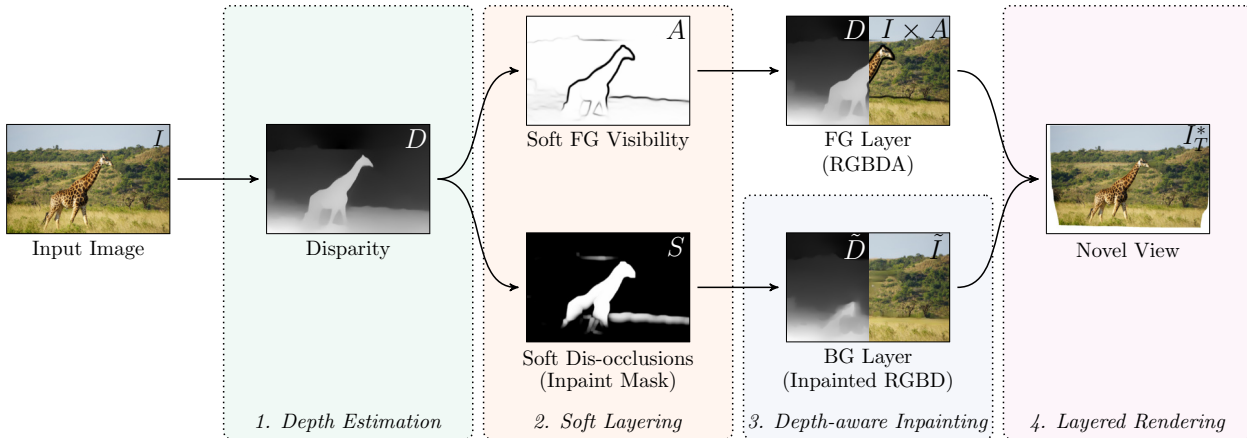 I
Input Image
D
Disparity
A
Soft FG Visibility
S
Soft Dis-occlusions
(Inpaint Mask)
D I × A
FG Layer
(RGBDA)
D̃ Ĩ
BG Layer
(Inpainted RGBD)
I*_T
Novel View
1. Depth Estimation
2. Soft Layering
3. Depth-aware Inpainting
4. Layered Rendering